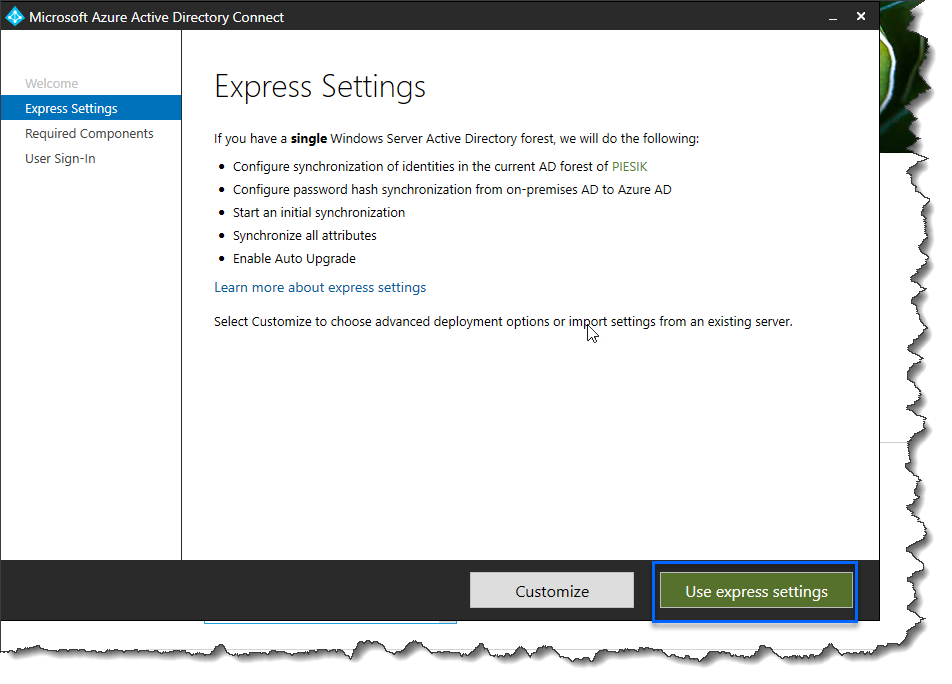 Microsoft Azure Active Directory Connect
Welcome
Express Settings
Required Components
User Sign-In
Express Settings
If you have a single Windows Server Active Directory forest, we will do the following:
• Configure synchronization of identities in the current AD forest of PIESIK
• Configure password hash synchronization from on-premises AD to Azure AD
• Start an initial synchronization
• Synchronize all attributes
• Enable Auto Upgrade
Learn more about express settings
Select Customize to choose advanced deployment options or import settings from an existing server.
Customize
Use express settings